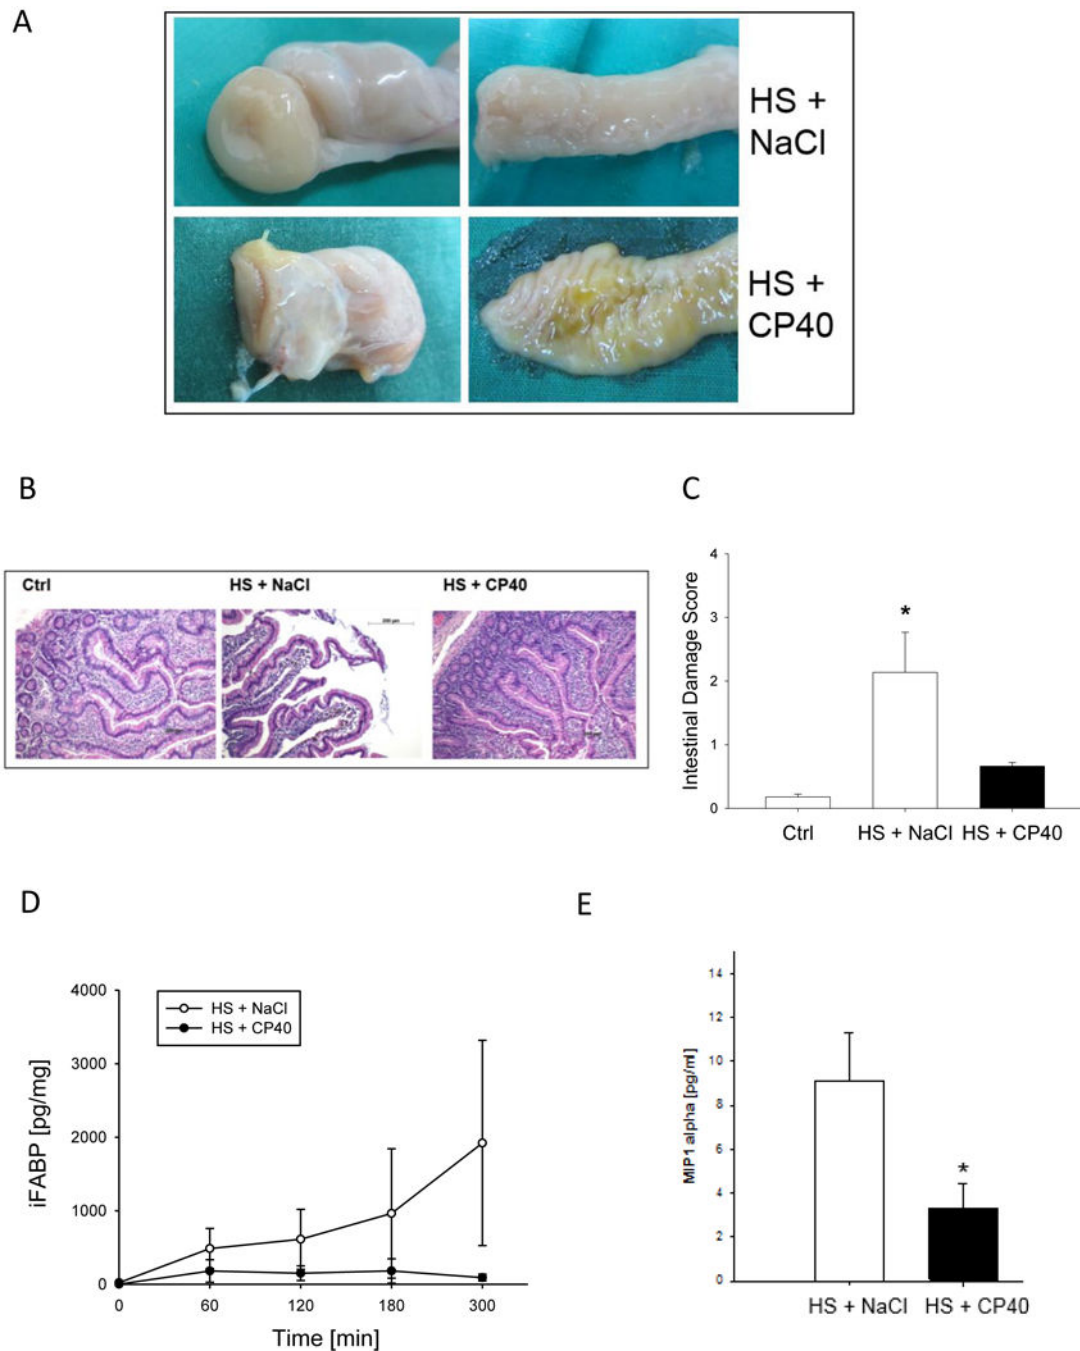 A
HS +
NaCl
HS +
CP40
B
Ctrl
HS + NaCl
HS + CP40
200 µm
C
Intestinal Damage Score
4
3
2
1
0
*
Ctrl
HS + NaCl
HS + CP40
D
iFABP [pg/mg]
4000
3000
2000
1000
0
HS + NaCl
HS + CP40
0
60
120
180
300
Time [min]
E
MIP1 alpha [pg/ml]
14
12
10
8
6
4
2
0
*
HS + NaCl
HS + CP40